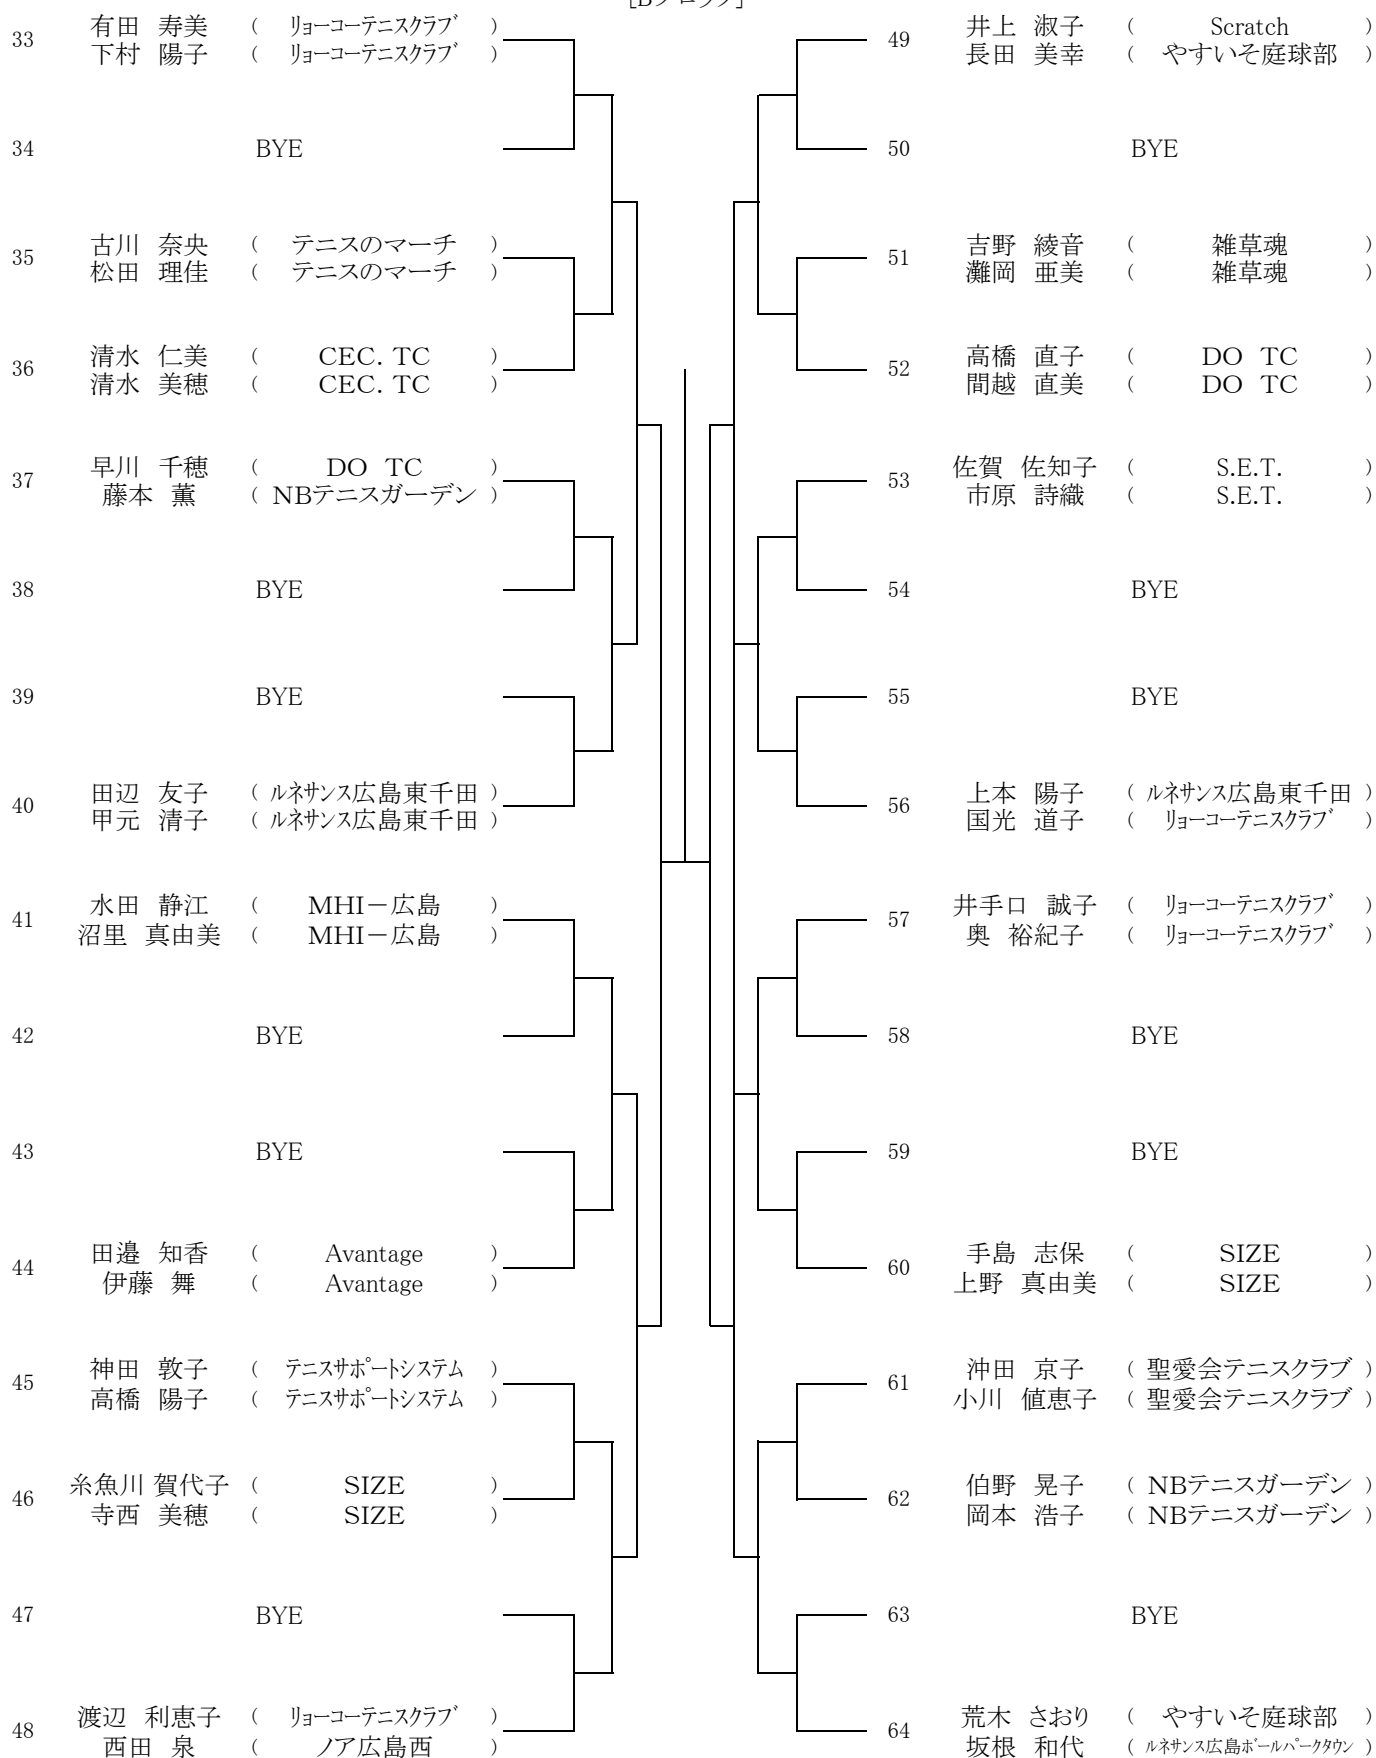 [Bブロック]
33 有田 寿美 ( リョーコーテニスクラブ )
下村 陽子 ( リョーコーテニスクラブ )
34 BYE
35 古川 奈央 ( テニスのマーチ )
松田 理佳 ( テニスのマーチ )
36 清水 仁美 ( CEC. TC )
清水 美穂 ( CEC. TC )
37 早川 千穂 ( DO TC )
藤本 薫 ( NBテニスガーデン )
38 BYE
39 BYE
40 田辺 友子 ( ルネサンス広島東千田 )
甲元 清子 ( ルネサンス広島東千田 )
41 水田 静江 ( MHI－広島 )
沼里 真由美 ( MHI－広島 )
42 BYE
43 BYE
44 田邉 知香 ( Avantage )
伊藤 舞 ( Avantage )
45 神田 敦子 ( テニスサポートシステム )
高橋 陽子 ( テニスサポートシステム )
46 糸魚川 賀代子 ( SIZE )
寺西 美穂 ( SIZE )
47 BYE
48 渡辺 利恵子 ( リョーコーテニスクラブ )
西田 泉 ( ノア広島西 )
49 井上 淑子 ( Scratch )
長田 美幸 ( やすいそ庭球部 )
50 BYE
51 吉野 綾音 ( 雑草魂 )
灘岡 亜美 ( 雑草魂 )
52 高橋 直子 ( DO TC )
間越 直美 ( DO TC )
53 佐賀 佐知子 ( S.E.T. )
市原 詩織 ( S.E.T. )
54 BYE
55 BYE
56 上本 陽子 ( ルネサンス広島東千田 )
国光 道子 ( リョーコーテニスクラブ )
57 井手口 誠子 ( リョーコーテニスクラブ )
奥 裕紀子 ( リョーコーテニスクラブ )
58 BYE
59 BYE
60 手島 志保 ( SIZE )
上野 真由美 ( SIZE )
61 沖田 京子 ( 聖愛会テニスクラブ )
小川 値恵子 ( 聖愛会テニスクラブ )
62 伯野 晃子 ( NBテニスガーデン )
岡本 浩子 ( NBテニスガーデン )
63 BYE
64 荒木 さおり ( やすいそ庭球部 )
坂根 和代 ( ルネサンス広島ボールパークタウン )